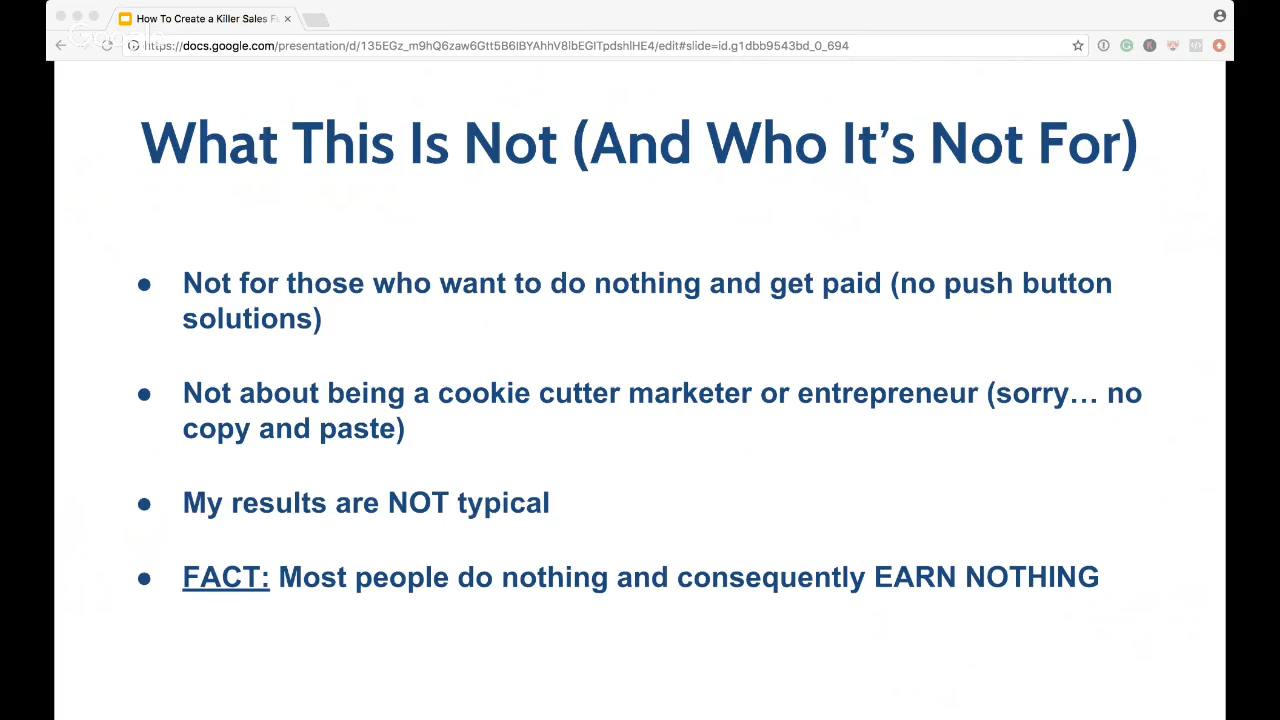 How To Create a Killer Sales
Google
https://docs.google.com/presentation/d/135EGz_m9hQ6zaw6Gtt5B6lBYAhhV8lbEGlTpdshlHE4/edit#slide=id.g1dbb9543bd_0_694
What This Is Not (And Who It’s Not For)
● Not for those who want to do nothing and get paid (no push button
solutions)
● Not about being a cookie cutter marketer or entrepreneur (sorry… no
copy and paste)
● My results are NOT typical
● FACT: Most people do nothing and consequently EARN NOTHING